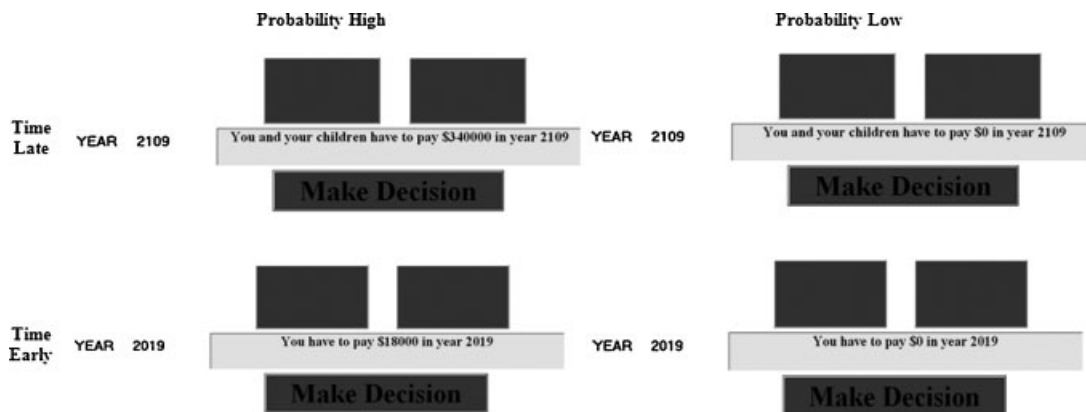 Probability High
Probability Low
Time
Late
YEAR 2109
You and your children have to pay $340000 in year 2109
Make Decision
YEAR 2109
You and your children have to pay $0 in year 2109
Make Decision
Time
Early
YEAR 2019
You have to pay $18000 in year 2019
Make Decision
YEAR 2019
You have to pay $0 in year 2019
Make Decision